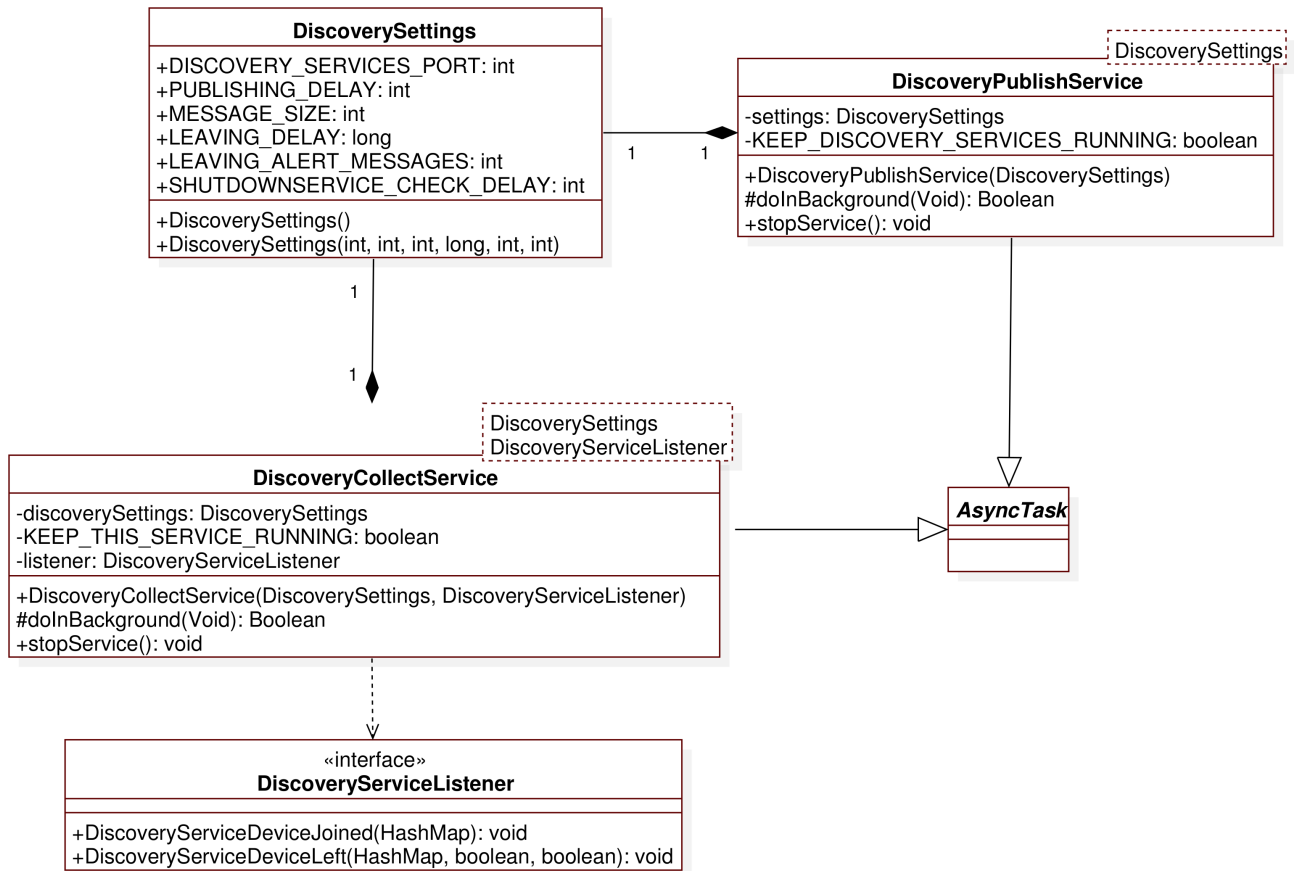 DiscoverySettings
+DISCOVERY_SERVICES_PORT: int
+PUBLISHING_DELAY: int
+MESSAGE_SIZE: int
+LEAVING_DELAY: long
+LEAVING_ALERT_MESSAGES: int
+SHUTDOWNSERVICE_CHECK_DELAY: int
+DiscoverySettings()
+DiscoverySettings(int, int, int, long, int, int)
1
1
DiscoverySettings
DiscoveryPublishService
-settings: DiscoverySettings
-KEEP_DISCOVERY_SERVICES_RUNNING: boolean
+DiscoveryPublishService(DiscoverySettings)
#doInBackground(Void): Boolean
+stopService(): void
1
1
DiscoverySettings
DiscoveryServiceListener
DiscoveryCollectService
-discoverySettings: DiscoverySettings
-KEEP_THIS_SERVICE_RUNNING: boolean
-listener: DiscoveryServiceListener
+DiscoveryCollectService(DiscoverySettings, DiscoveryServiceListener)
#doInBackground(Void): Boolean
+stopService(): void
AsyncTask
«interface»
DiscoveryServiceListener
+DiscoveryServiceDeviceJoined(HashMap): void
+DiscoveryServiceDeviceLeft(HashMap, boolean, boolean): void